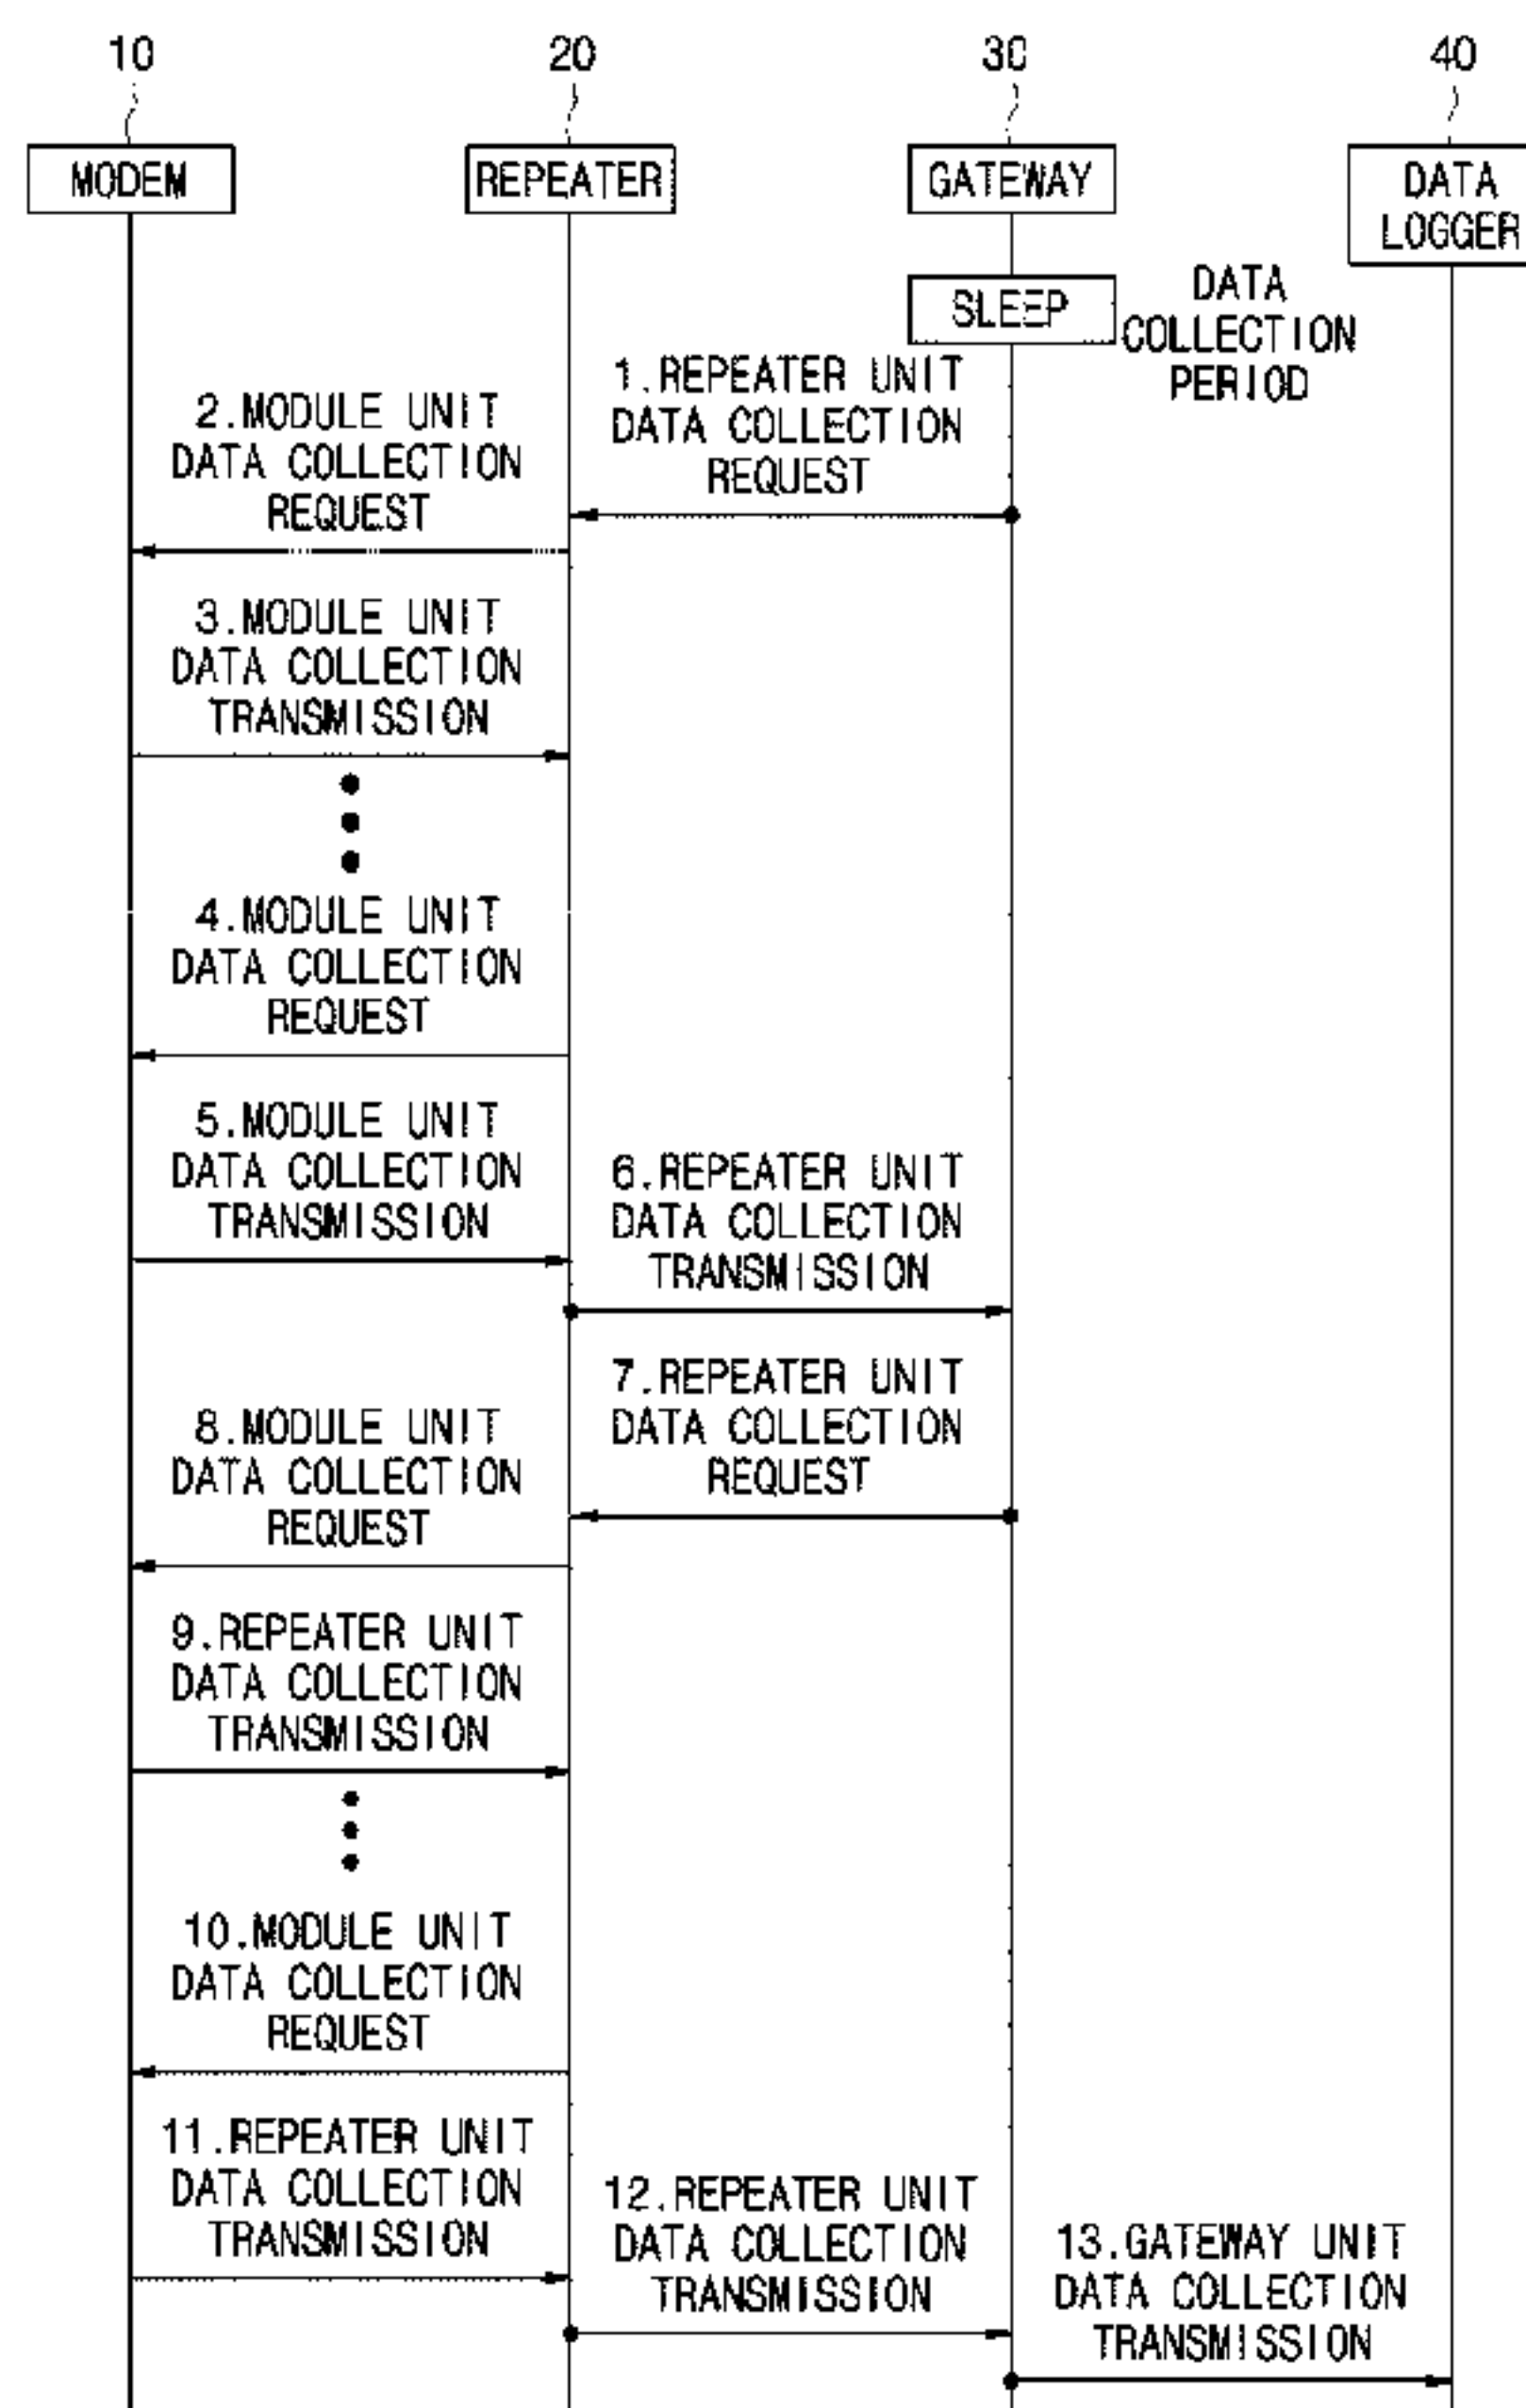 10
20
30
40
MODEM
REPEATER
GATEWAY
DATA
LOGGER
SLEEP
DATA
COLLECTION
PERIOD
1.REPEATER UNIT
DATA COLLECTION
REQUEST
2.MODULE UNIT
DATA COLLECTION
REQUEST
3.MODULE UNIT
DATA COLLECTION
TRANSMISSION
4.MODULE UNIT
DATA COLLECTION
REQUEST
5.MODULE UNIT
DATA COLLECTION
TRANSMISSION
6.REPEATER UNIT
DATA COLLECTION
TRANSMISSION
7.REPEATER UNIT
DATA COLLECTION
REQUEST
8.MODULE UNIT
DATA COLLECTION
REQUEST
9.REPEATER UNIT
DATA COLLECTION
TRANSMISSION
10.MODULE UNIT
DATA COLLECTION
REQUEST
11.REPEATER UNIT
DATA COLLECTION
TRANSMISSION
12.REPEATER UNIT
DATA COLLECTION
TRANSMISSION
13.GATEWAY UNIT
DATA COLLECTION
TRANSMISSION